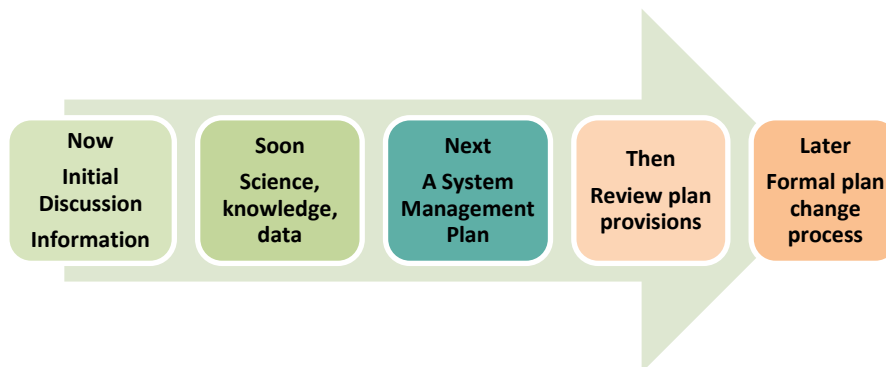 Now
Initial
Discussion
Information
Soon
Science,
knowledge,
data
Next
A System
Management
Plan
Then
Review plan
provisions
Later
Formal plan
change
process